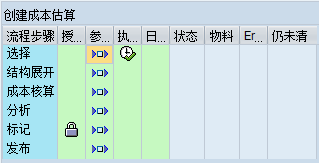 创建成本估算
流程步骤 授... 参... 执... 日... 状态 物料 Er... 仍未清
选择
结构展开
成本核算
分析
标记
发布